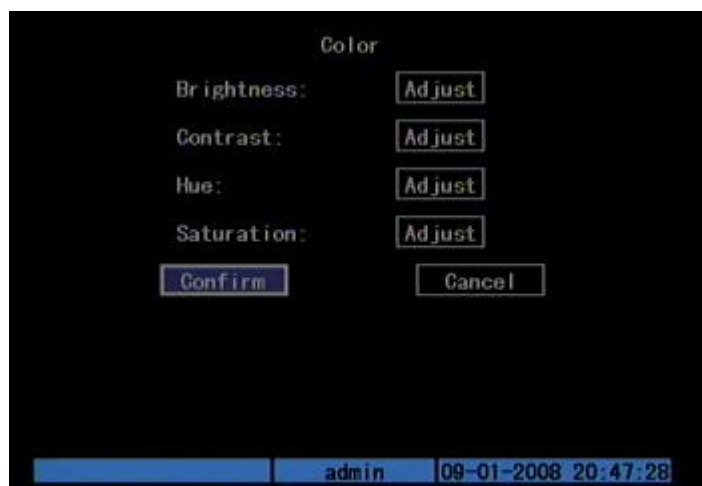 Color
Brightness: Adjust
Contrast: Adjust
Hue: Adjust
Saturation: Adjust
Confirm Cancel
admin 09-01-2008 20:47:28